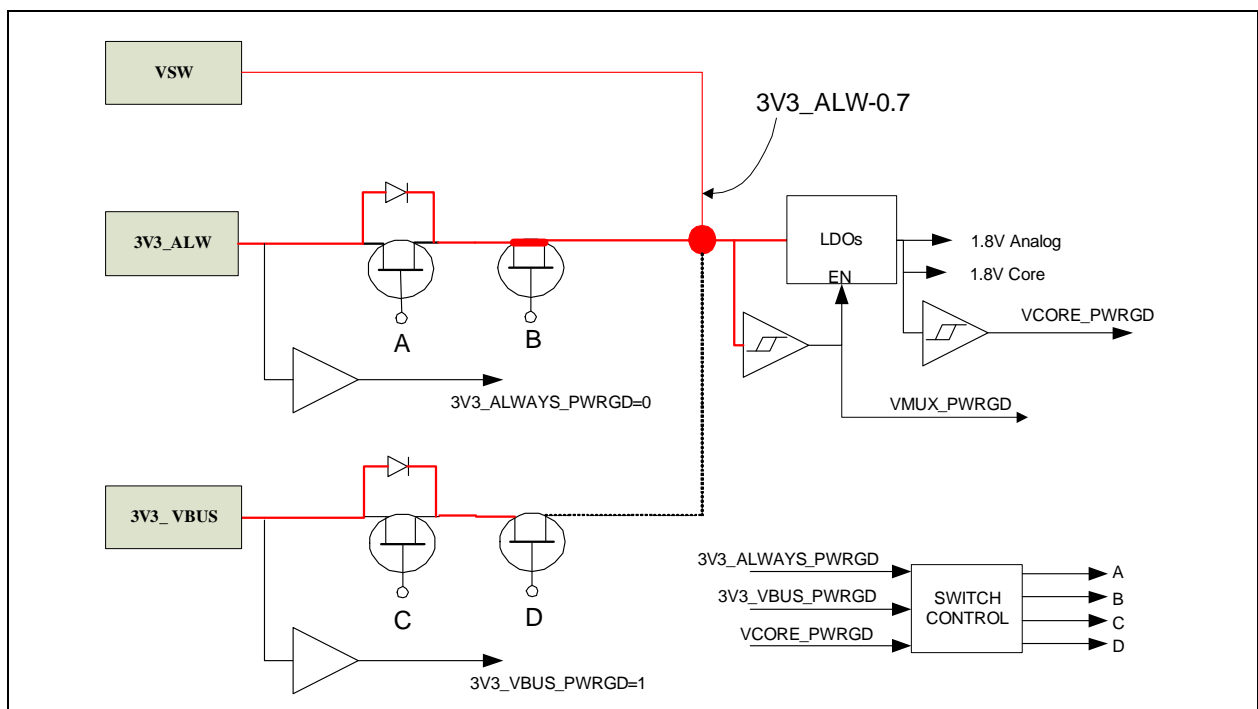 VSW
3V3_ALW-0.7
3V3_ALW
A
B
LDOs
EN
1.8V Analog
1.8V Core
VCORE_PWRGD
3V3_ALWAYS_PWRGD=0
VMUX_PWRGD
3V3_ VBUS
C
D
3V3_VBUS_PWRGD=1
3V3_ALWAYS_PWRGD
3V3_VBUS_PWRGD
VCORE_PWRGD
SWITCH
CONTROL
A
B
C
D